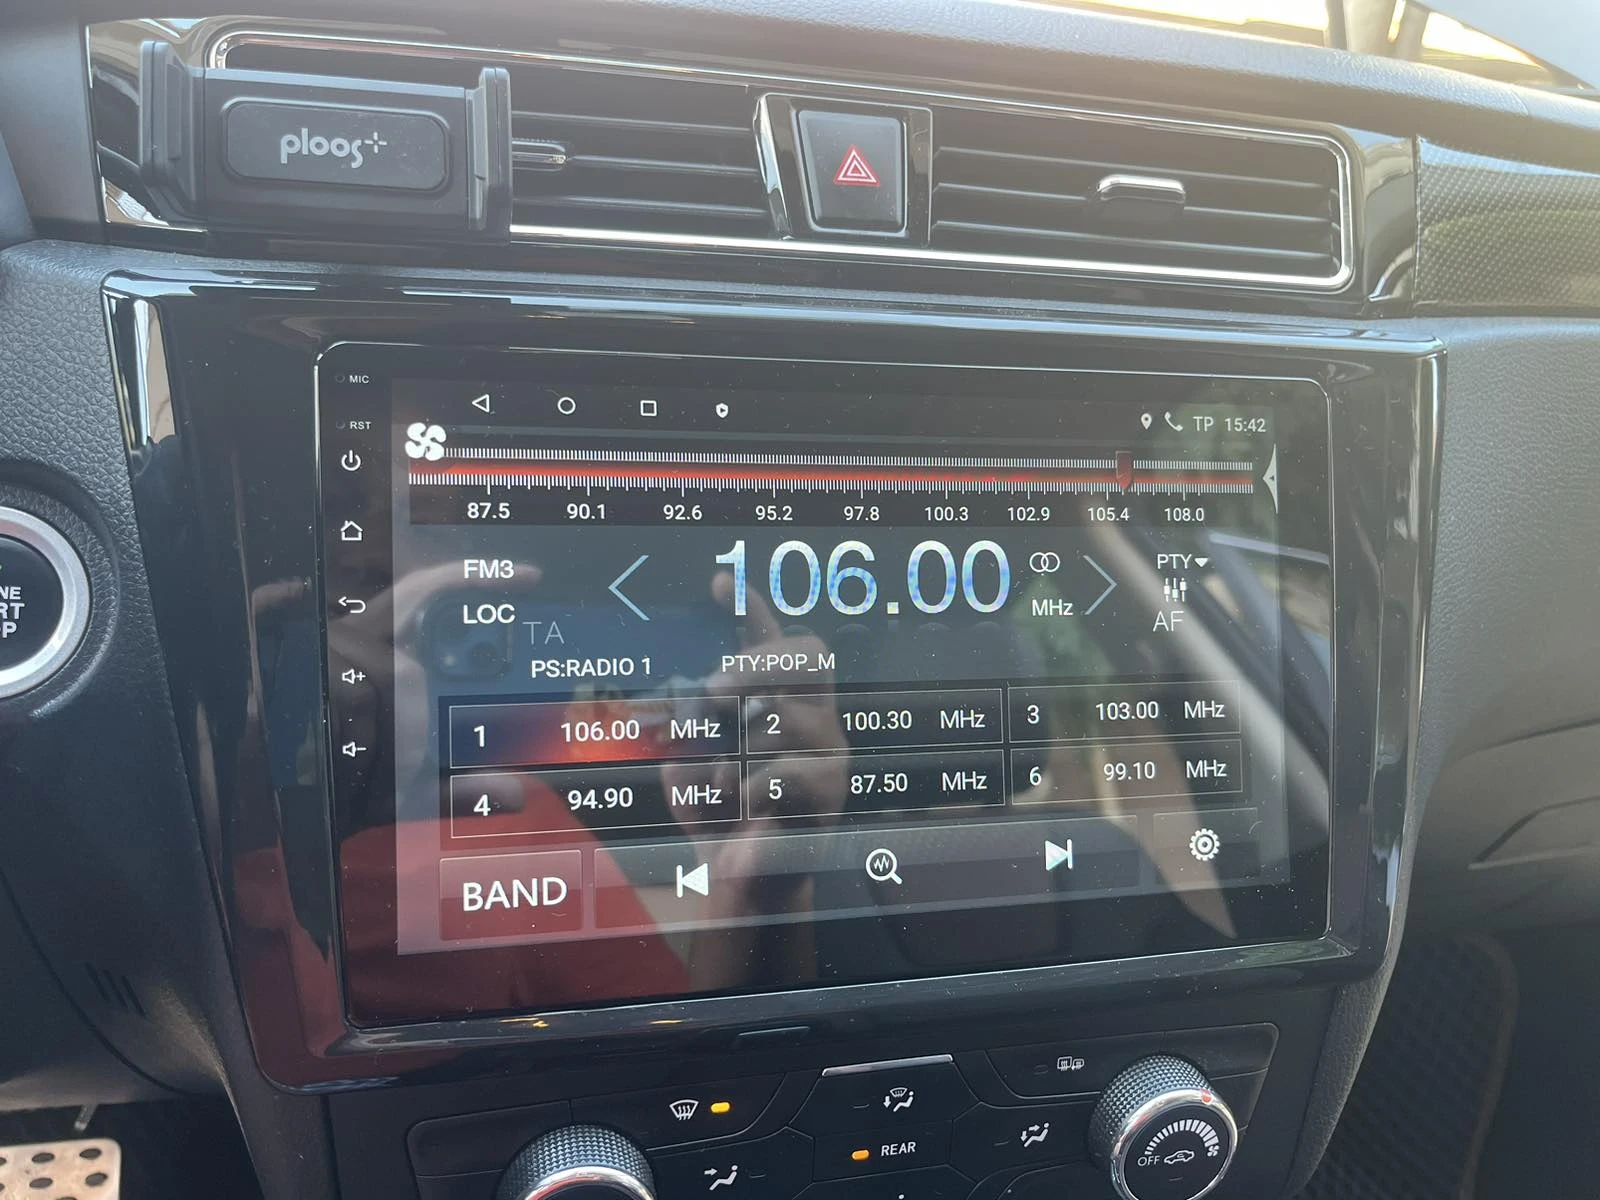 ploos+
MIC
RST
TP 15:42
87.5 90.1 92.6 95.2 97.8 100.3 102.9 105.4 108.0
FM3
106.00 MHz
PTY
LOC
TA
AF
PS:RADIO 1 PTY:POP_M
1 106.00 MHz 2 100.30 MHz 3 103.00 MHz
4 94.90 MHz 5 87.50 MHz 6 99.10 MHz
BAND
REAR
OFF